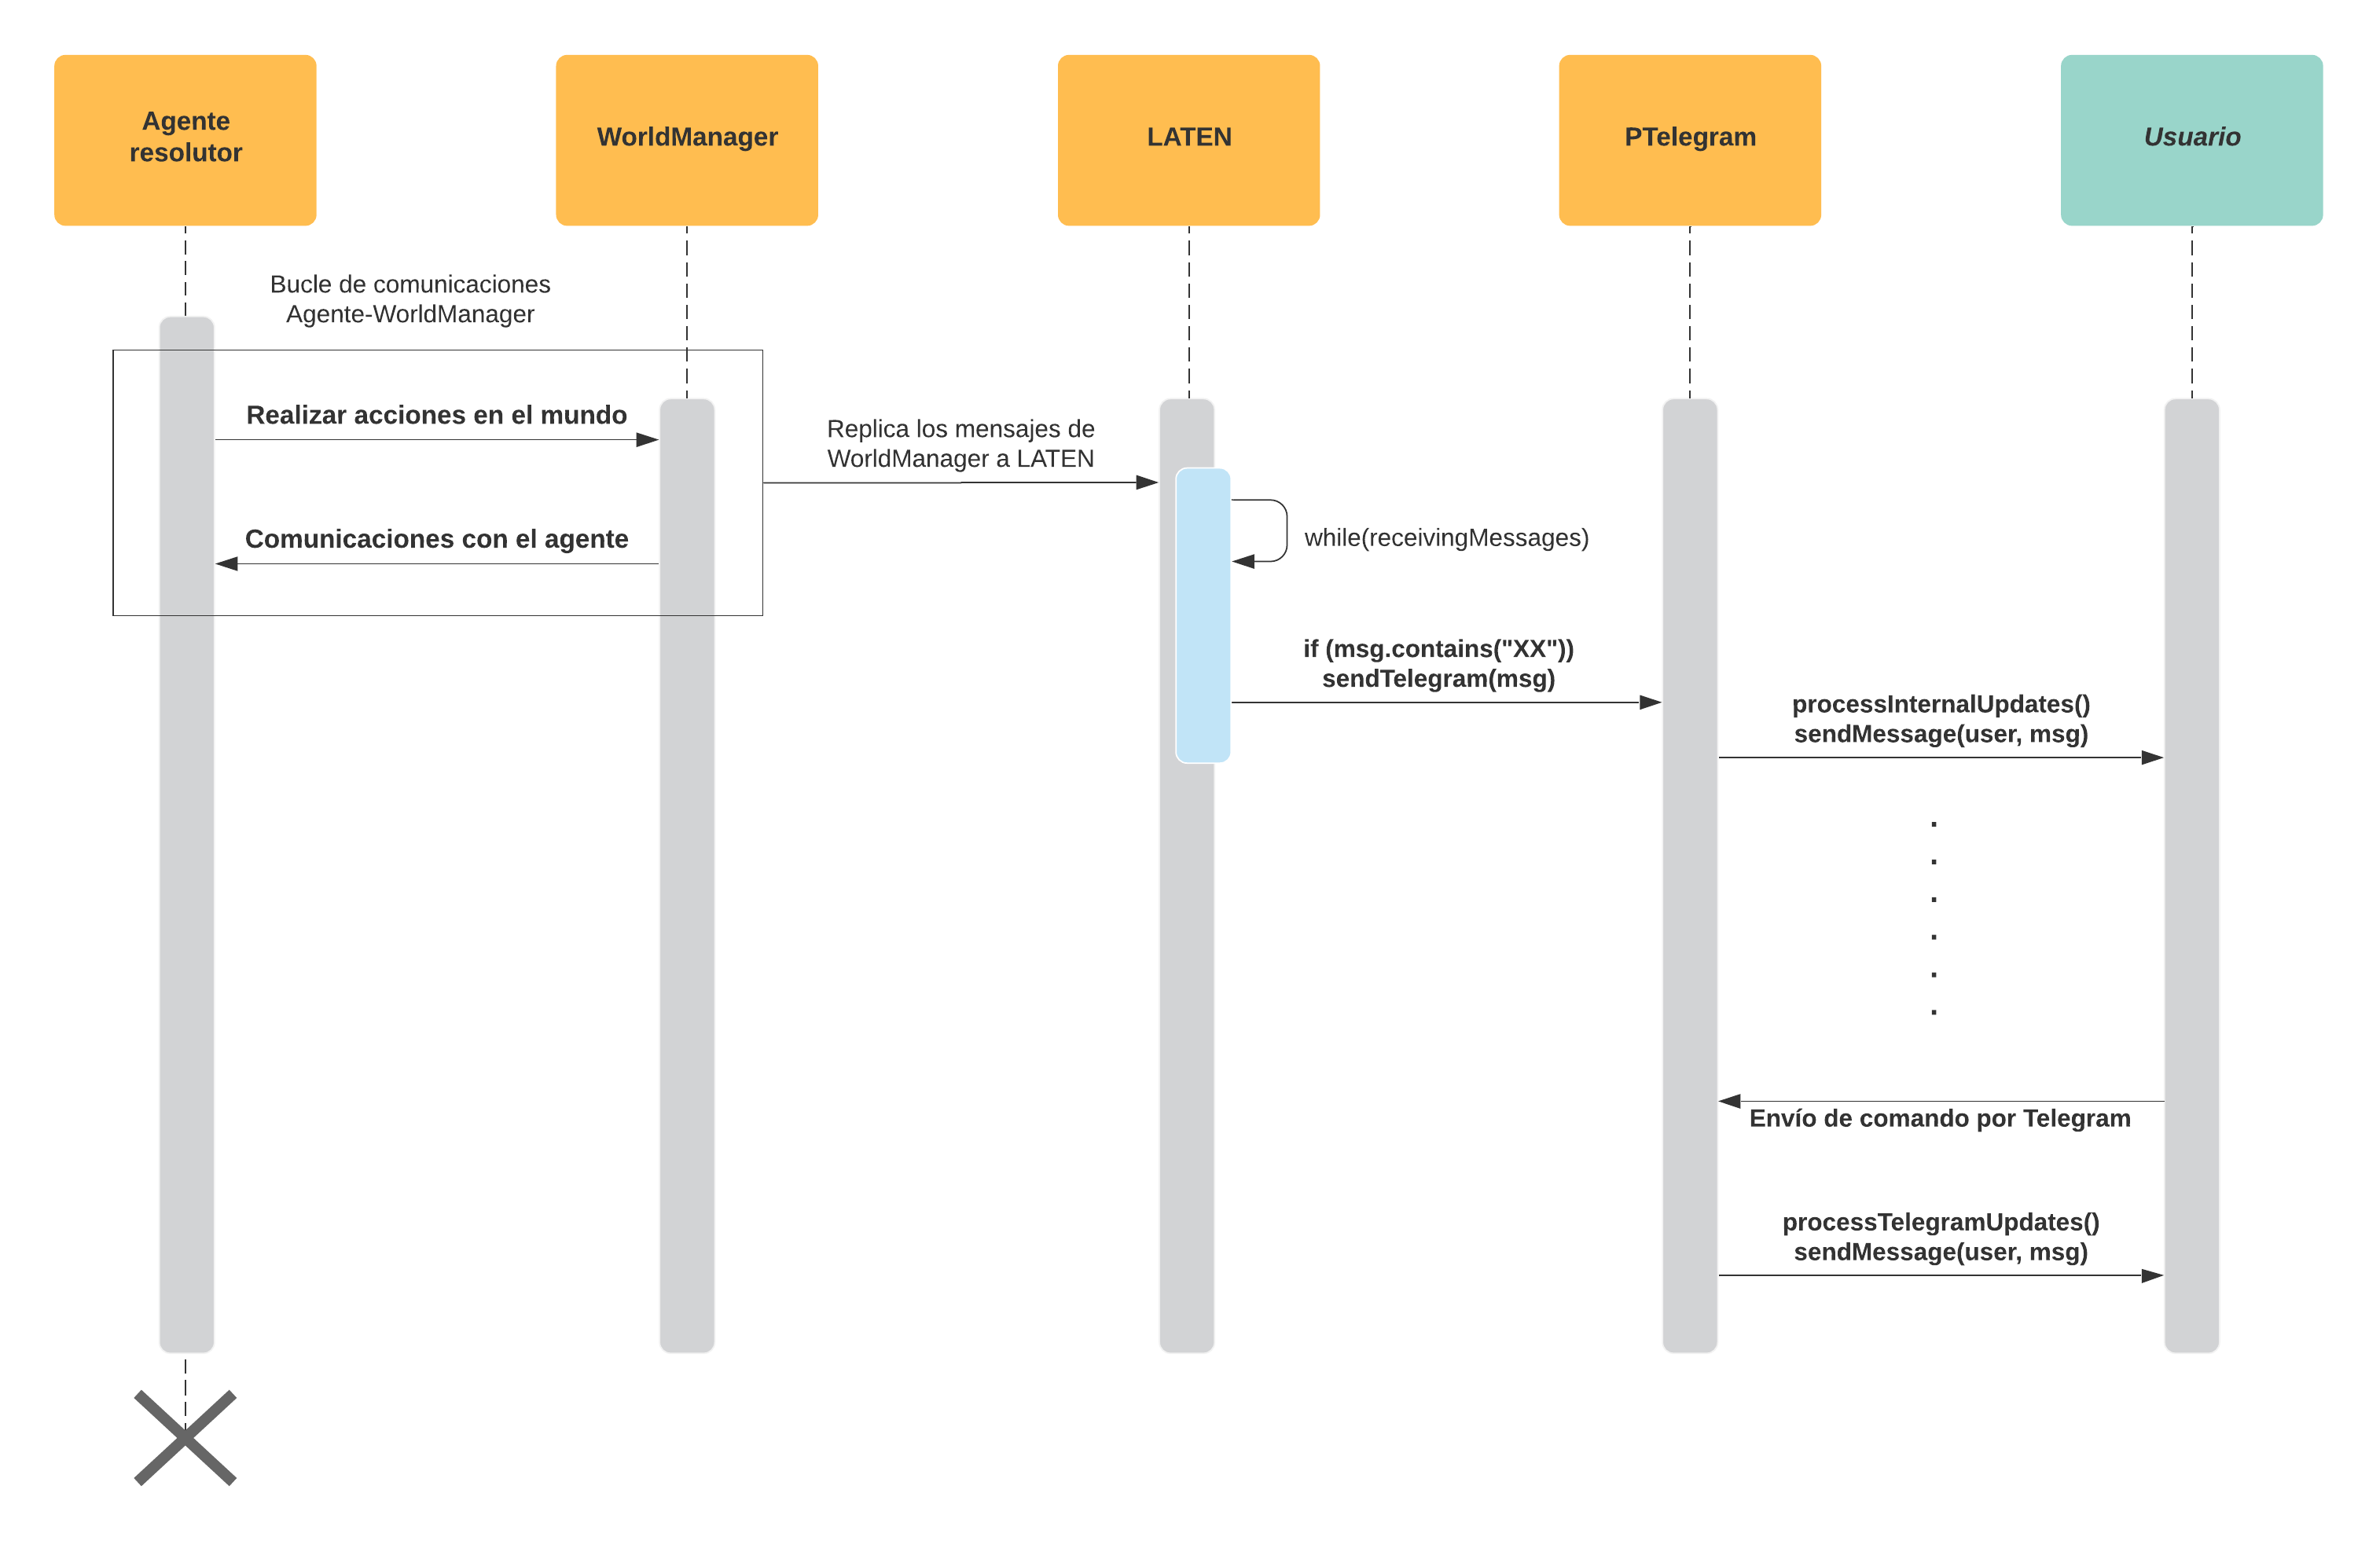 Agente
resolutor
WorldManager
LATEN
PTelegram
Usuario
Bucle de comunicaciones
Agente-WorldManager
Realizar acciones en el mundo
Replica los mensajes de
WorldManager a LATEN
Comunicaciones con el agente
while(receivingMessages)
if (msg.contains("XX"))
sendTelegram(msg)
processInternalUpdates()
sendMessage(user, msg)
.
.
.
.
.
.
Envío de comando por Telegram
processTelegramUpdates()
sendMessage(user, msg)